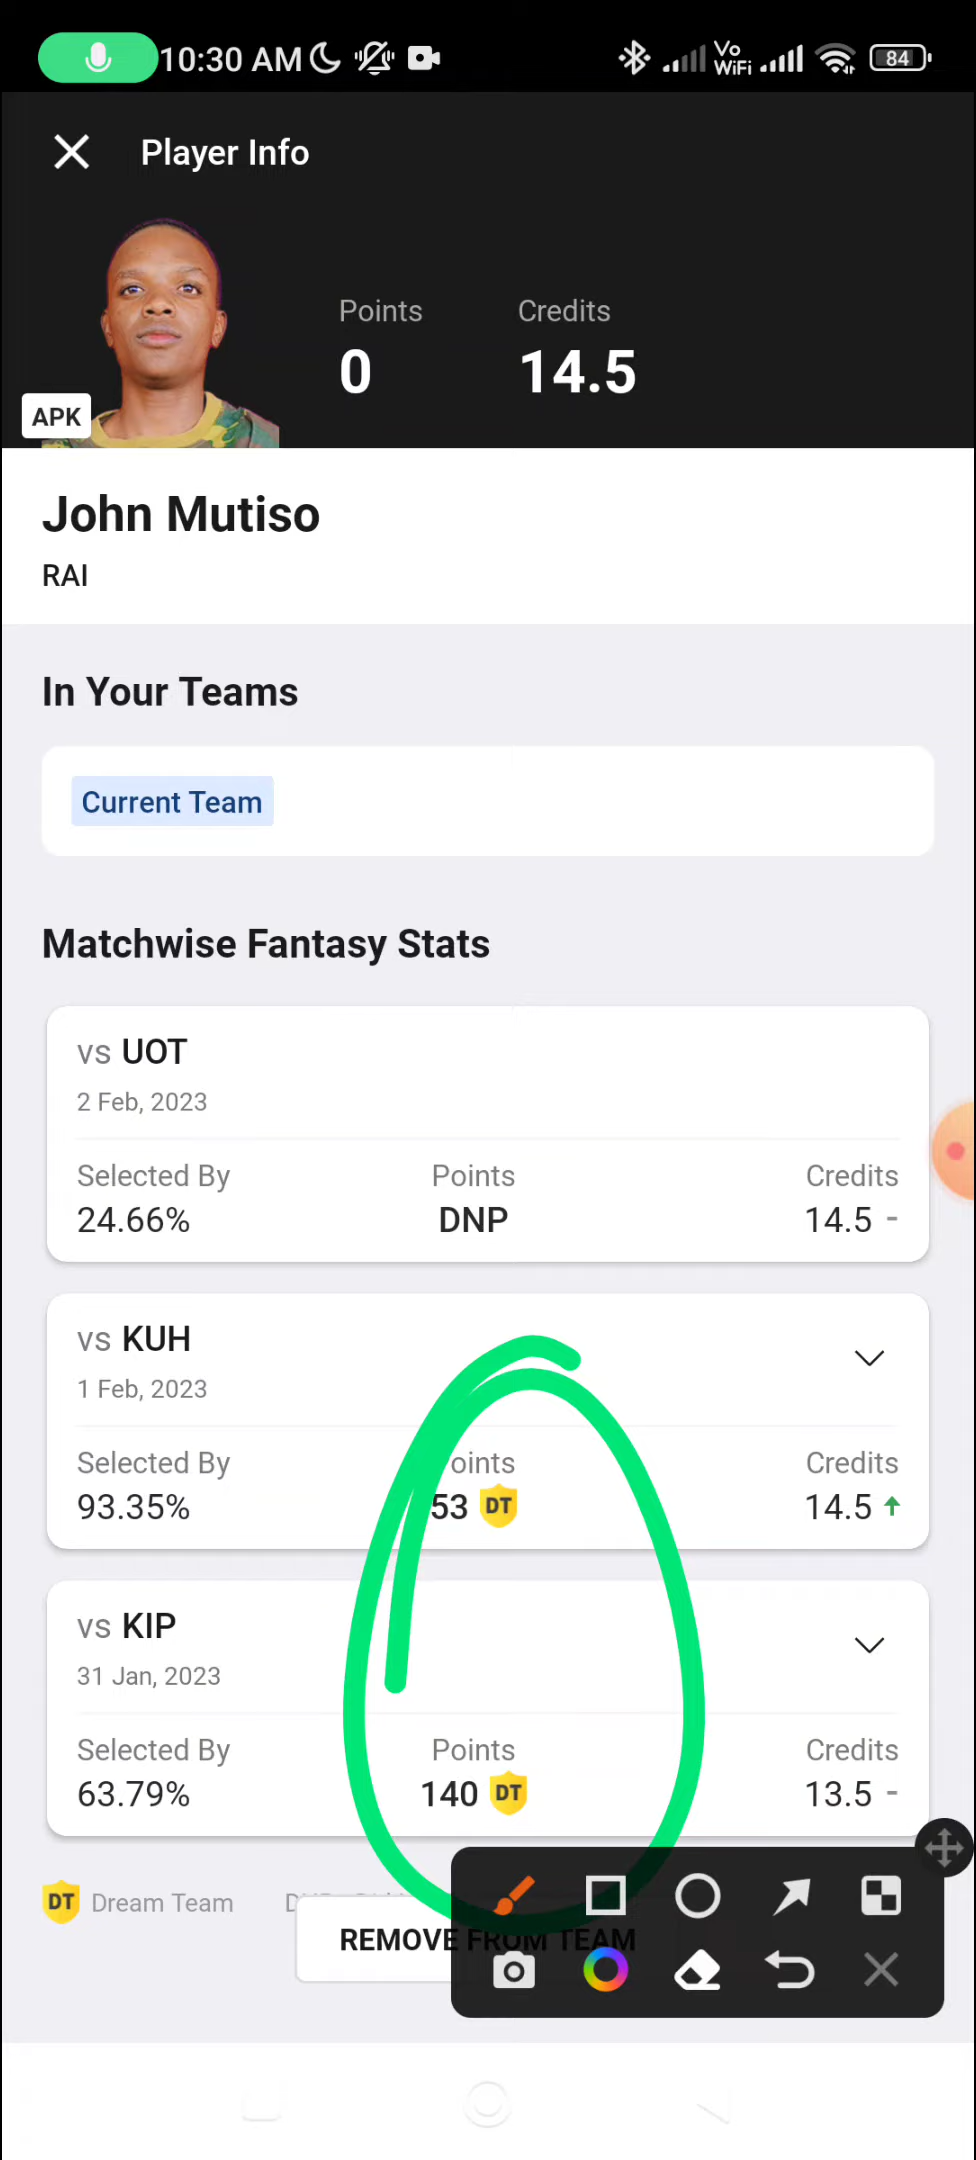 10:30 AM
Vo
WiFi
84
Player Info
Points
Credits
0
14.5
APK
John Mutiso
RAI
In Your Teams
Current Team
Matchwise Fantasy Stats
vs UOT
2 Feb, 2023
Selected By
Points
Credits
24.66%
DNP
14.5 -
vs KUH
1 Feb, 2023
Selected By
oints
Credits
93.35%
53 DT
14.5
vs KIP
31 Jan, 2023
Selected By
Points
Credits
63.79%
140 DT
13.5 -
DT Dream Team
REMOVE FROM TEAM